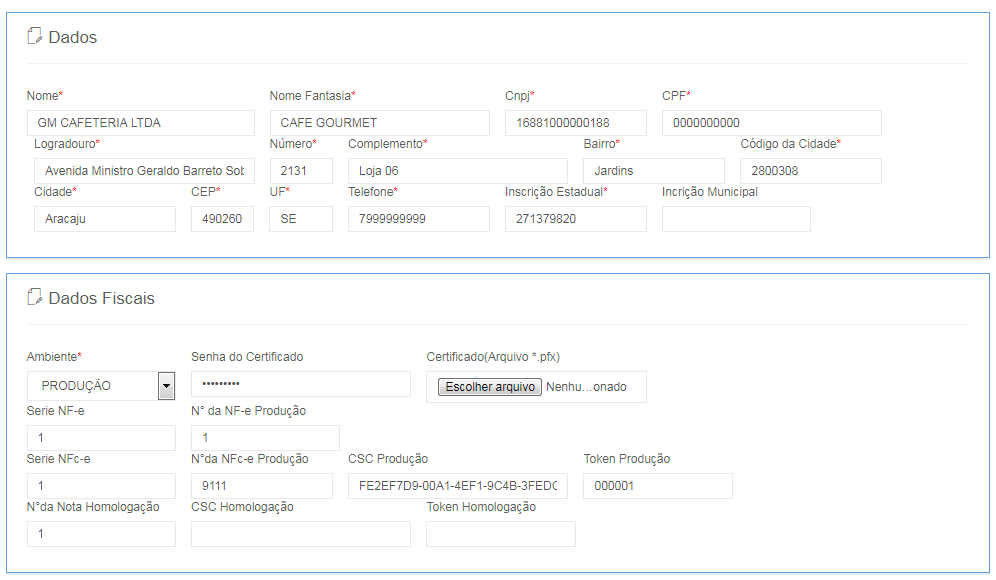 Dados
Nome* Nome Fantasia* Cnpj* CPF*
GM CAFETERIA LTDA CAFE GOURMET 16881000000188 0000000000
Logradouro* Número* Complemento* Bairro* Código da Cidade*
Avenida Ministro Geraldo Barreto Sob 2131 Loja 06 Jardins 2800308
Cidade* CEP* UF* Telefone* Inscrição Estadual* Incrição Municipal
Aracaju 490260 SE 7999999999 271379820
Dados Fiscais
Ambiente* Senha do Certificado Certificado(Arquivo *.pfx)
PRODUÇÃO ••••••••• Escolher arquivo Nenhu...onado
Serie NF-e N° da NF-e Produção
1 1
Serie NFc-e N°da NFc-e Produção CSC Produção Token Produção
1 9111 FE2EF7D9-00A1-4EF1-9C4B-3FEDC 000001
N°da Nota Homologação CSC Homologação Token Homologação
1